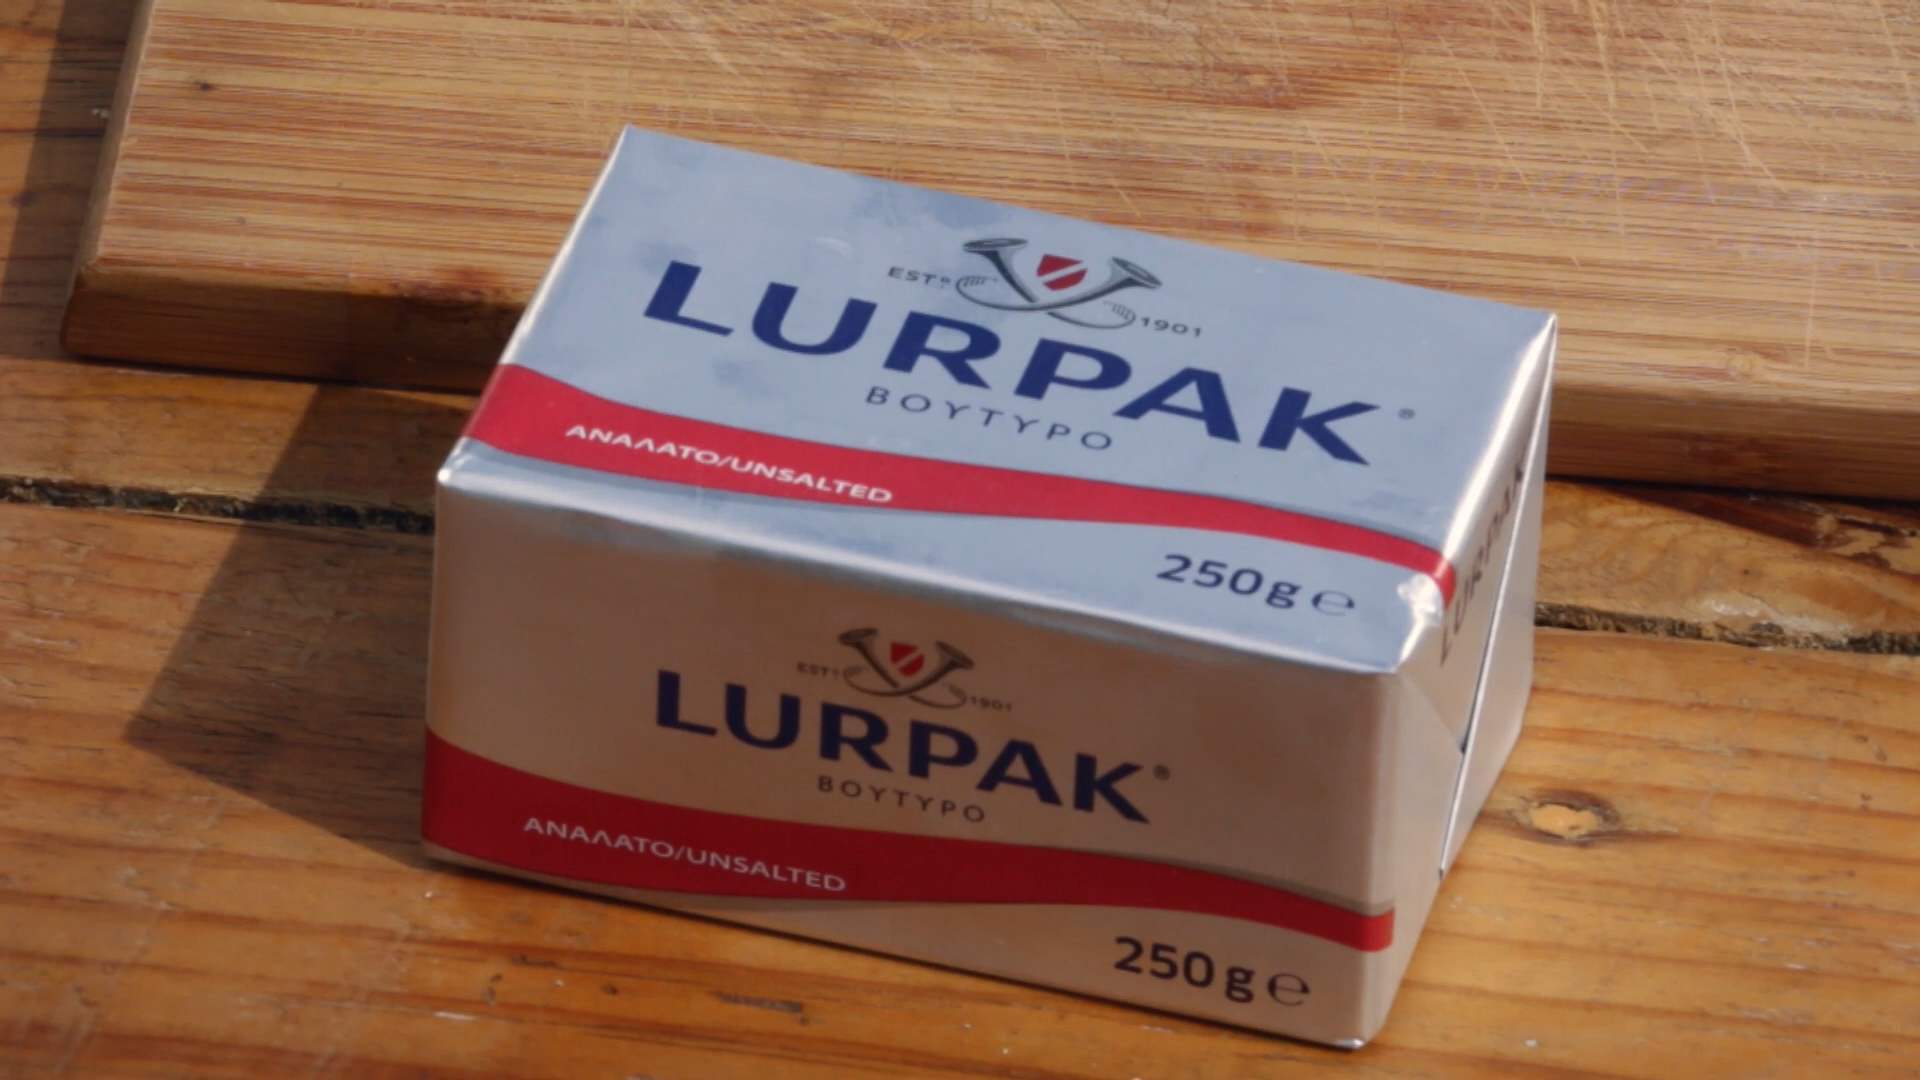 ESTD 1901
LURPAK®
ΒΟΥΤΥΡΟ
ΑΝΑΛΑΤΟ/UNSALTED
250g ℮
ESTD 1901
LURPAK®
ΒΟΥΤΥΡΟ
ΑΝΑΛΑΤΟ/UNSALTED
250g ℮
LURPAK